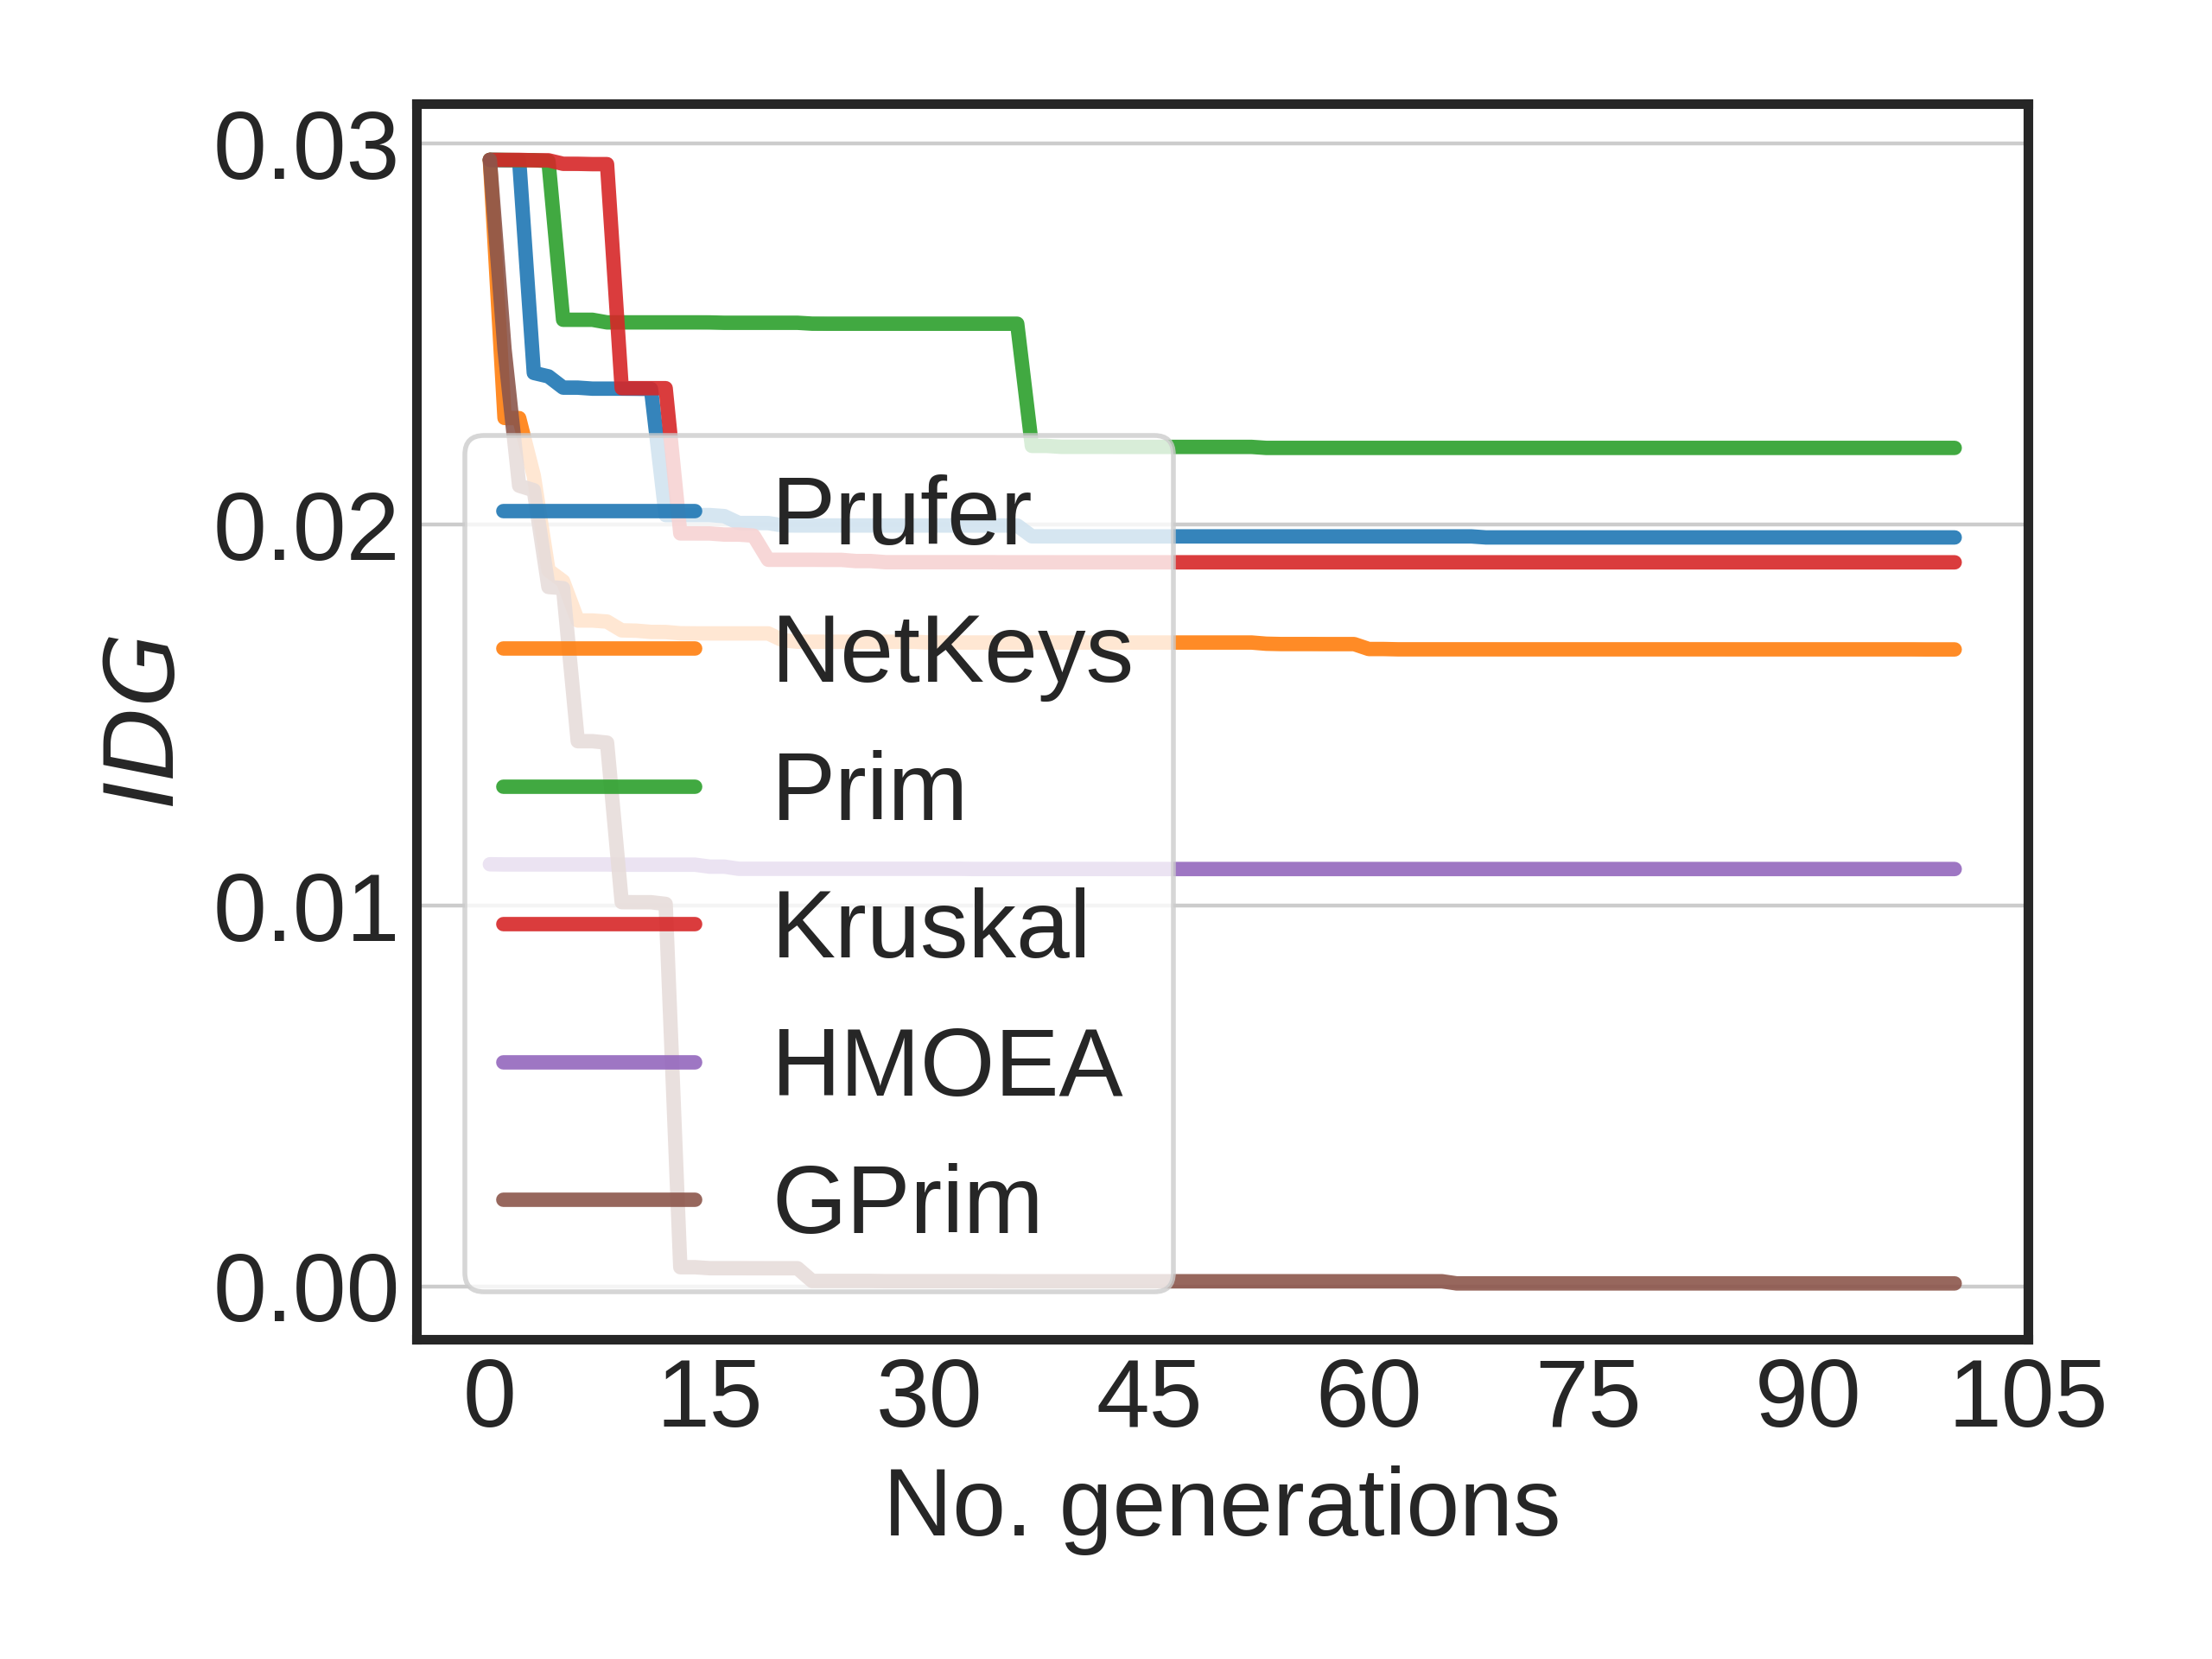 0.03
0.02
0.01
0.00
IDG
Prufer
NetKeys
Prim
Kruskal
HMOEA
GPrim
0 15 30 45 60 75 90 105
No. generations